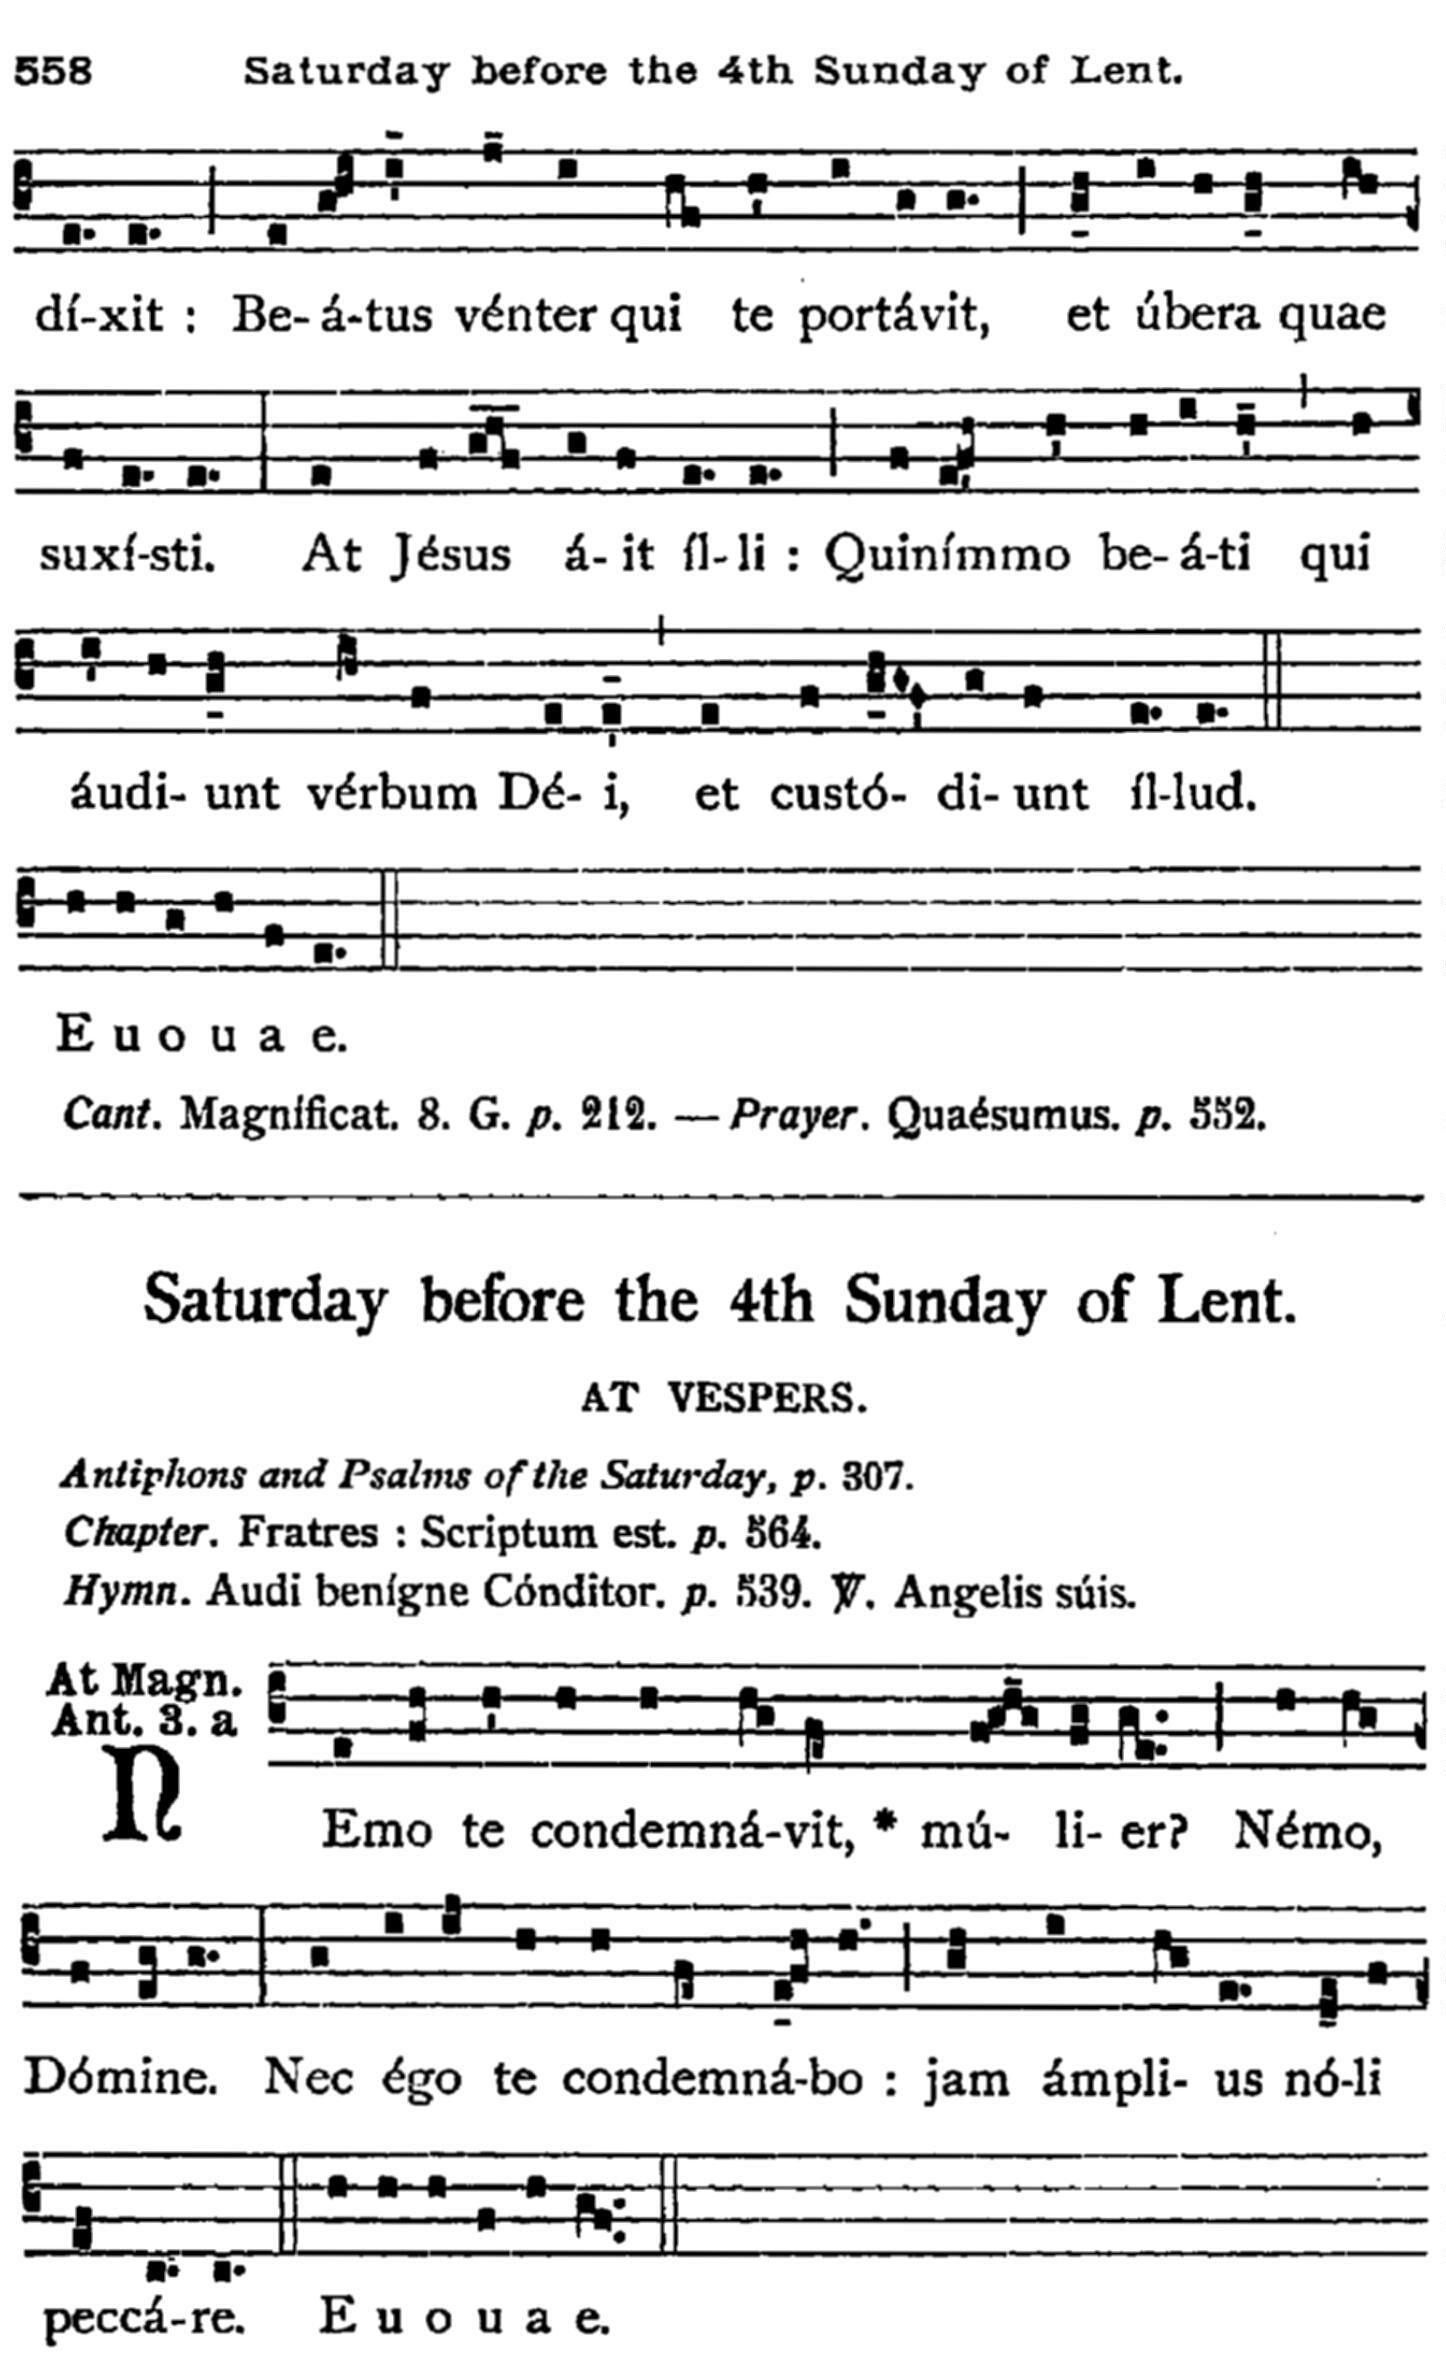 558 Saturday before the 4th Sunday of Lent.
dí-xit : Be- á-tus vénter qui te portávit, et úbera quae
suxí-sti. At Jésus á- it íl- li : Quinímmo be- á-ti qui
áudi- unt vérbum Dé- i, et custó- di- unt íl-lud.
E u o u a e.
Cant. Magníficat. 8. G. p. 212. — Prayer. Quaésumus. p. 552.
Saturday before the 4th Sunday of Lent.
AT VESPERS.
Antiphons and Psalms of the Saturday, p. 307.
Chapter. Fratres : Scriptum est. p. 564.
Hymn. Audi benígne Cónditor. p. 539. ℣. Angelis súis.
At Magn.
Ant. 3. a
NEmo te condemná-vit, * mú- li- er? Némo,
Dómine. Nec égo te condemná-bo : jam ámpli- us nó-li
peccá-re. E u o u a e.